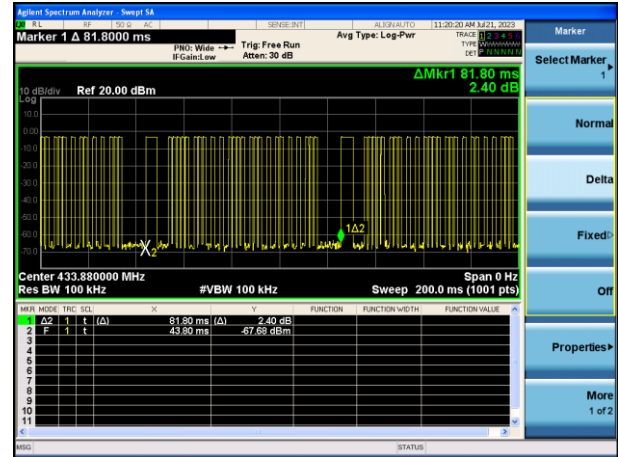 Agilent Spectrum Analyzer - Swept SA
RL RF 50 Ω AC SENSE:INT ALIGNAUTO 11:20:20 AM Jul 21, 2023
Marker 1 Δ 81.8000 ms
PNO: Wide Trig: Free Run Avg Type: Log-Pwr TRACE 1 2 3 4 5 6
IFGain:Low Atten: 30 dB TYPE WWWWWW
DET P N N N N N
ΔMkr1 81.80 ms
2.40 dB
10 dB/div Ref 20.00 dBm
Log
10.0
0.00
-10.0
-20.0
-30.0
-40.0
-50.0
-60.0
-70.0
1Δ2
2
Center 433.880000 MHz Span 0 Hz
Res BW 100 kHz #VBW 100 kHz Sweep 200.0 ms (1001 pts)
MKR MODE TRC SCL X Y FUNCTION FUNCTION WIDTH FUNCTION VALUE
1 Δ2 1 t (Δ) 81.80 ms (Δ) 2.40 dB
2 F 1 t 43.80 ms -67.68 dBm
3
4
5
6
7
8
9
10
11
MSG STATUS
Marker
Select Marker
1
Normal
Delta
Fixed
Off
Properties
More
1 of 2